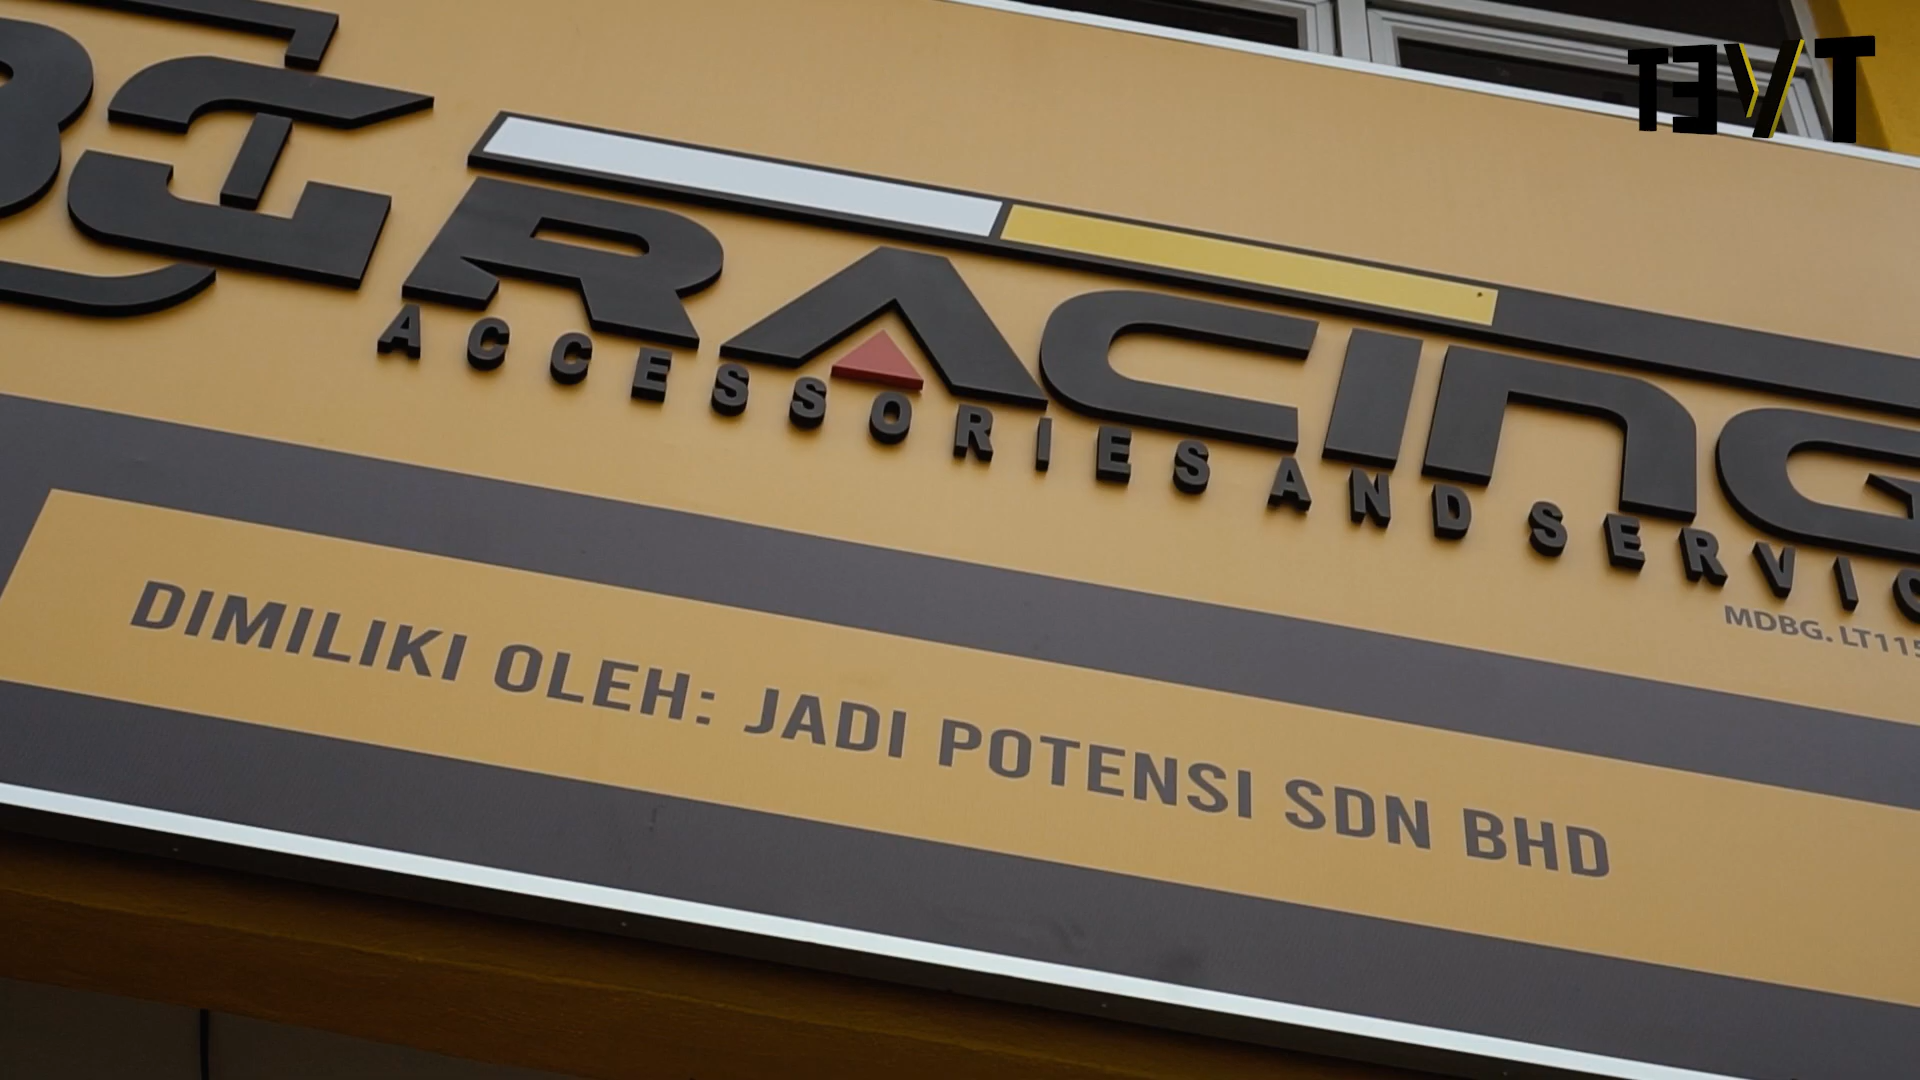 RACING
ACCESSORIES AND SERVIC
MDBG. LT115
DIMILIKI OLEH: JADI POTENSI SDN BHD